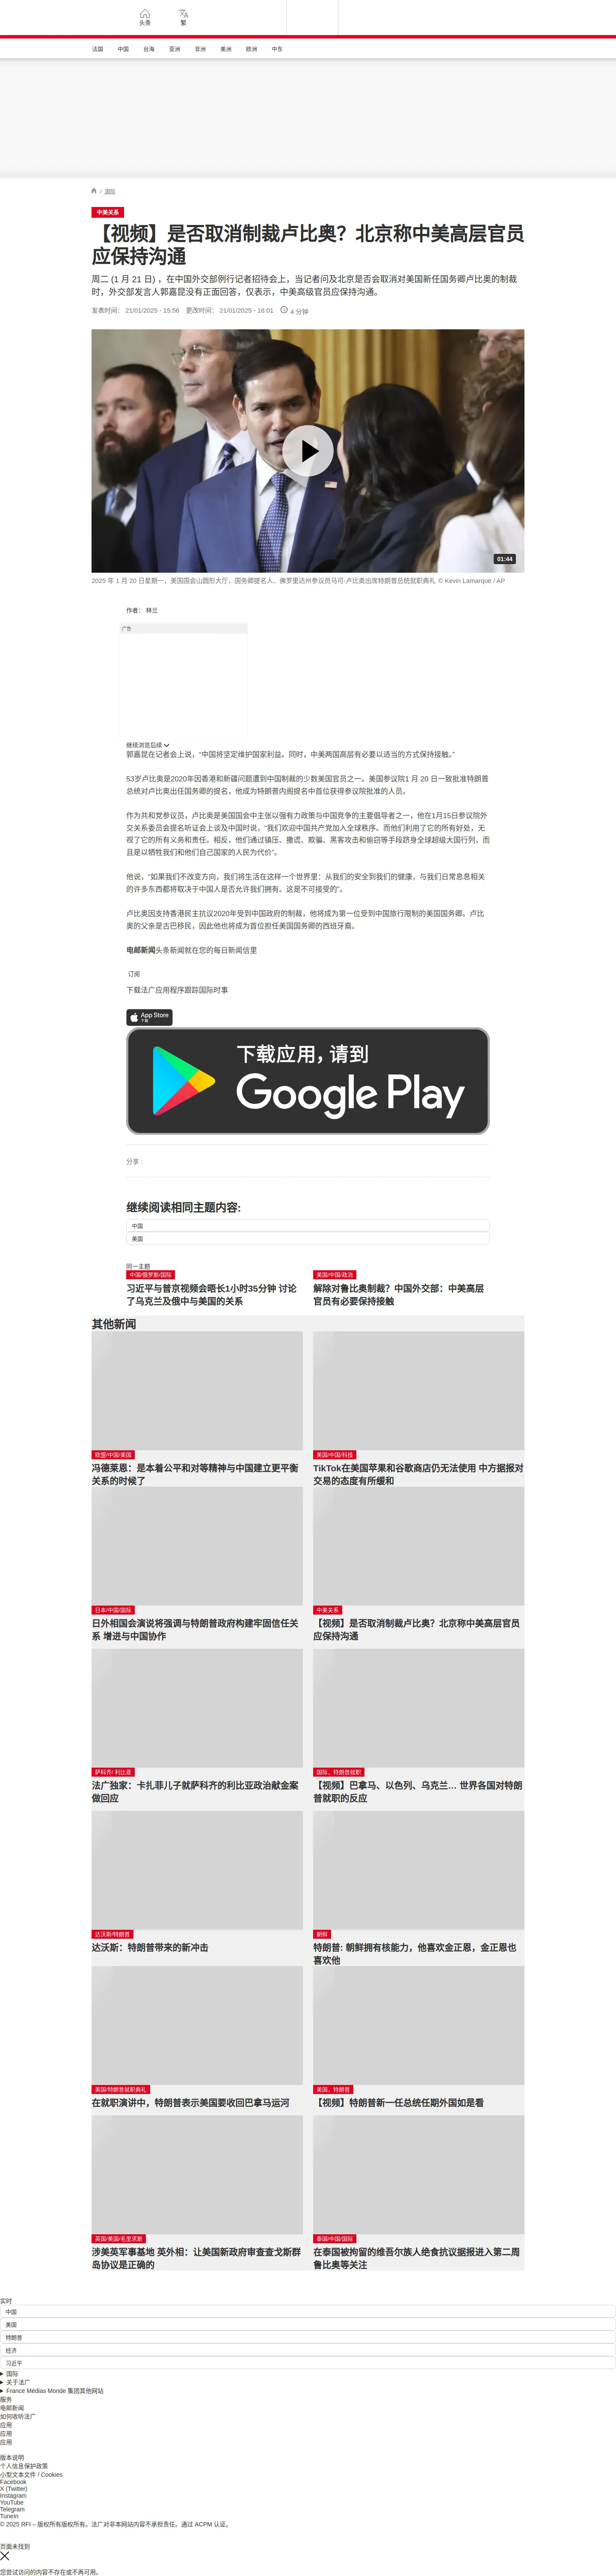 头条
繁
法国 中国 台海 亚洲 非洲 美洲 欧洲 中东
/ 国际
中美关系
【视频】是否取消制裁卢比奥？北京称中美高层官员
应保持沟通
周二 (1 月 21 日) ，在中国外交部例行记者招待会上，当记者问及北京是否会取消对美国新任国务卿卢比奥的制裁
时，外交部发言人郭嘉昆没有正面回答，仅表示，中美高级官员应保持沟通。
发表时间： 21/01/2025 - 15:56 更改时间： 21/01/2025 - 16:01 4 分钟
01:44
2025 年 1 月 20 日星期一，美国国会山圆形大厅，国务卿提名人、佛罗里达州参议员马可·卢比奥出席特朗普总统就职典礼 © Kevin Lamarque / AP
作者： 林兰
广告
继续浏览后续
郭嘉昆在记者会上说，“中国将坚定维护国家利益。同时，中美两国高层有必要以适当的方式保持接触。”
53岁卢比奥是2020年因香港和新疆问题遭到中国制裁的少数美国官员之一。美国参议院1 月 20 日一致批准特朗普
总统对卢比奥出任国务卿的提名，他成为特朗普内阁提名中首位获得参议院批准的人员。
作为共和党参议员，卢比奥是美国国会中主张以强有力政策与中国竞争的主要倡导者之一，他在1月15日参议院外
交关系委员会提名听证会上谈及中国时说，“我们欢迎中国共产党加入全球秩序。而他们利用了它的所有好处，无
视了它的所有义务和责任。相反，他们通过镇压、撒谎、欺骗、黑客攻击和偷窃等手段跻身全球超级大国行列，而
且是以牺牲我们和他们自己国家的人民为代价”。
他说，“如果我们不改变方向，我们将生活在这样一个世界里：从我们的安全到我们的健康，与我们日常息息相关
的许多东西都将取决于中国人是否允许我们拥有。这是不可接受的”。
卢比奥因支持香港民主抗议2020年受到中国政府的制裁，他将成为第一位受到中国旅行限制的美国国务卿。卢比
奥的父亲是古巴移民，因此他也将成为首位担任美国国务卿的西班牙裔。
电邮新闻头条新闻就在您的每日新闻信里
订阅
下载法广应用程序跟踪国际时事
App Store
下载
下载应用，请到
Google Play
分享 :
继续阅读相同主题内容:
中国
美国
同一主题
中国/俄罗斯/国际
习近平与普京视频会晤长1小时35分钟 讨论
了乌克兰及俄中与美国的关系
美国/中国/政治
解除对鲁比奥制裁？中国外交部：中美高层
官员有必要保持接触
其他新闻
欧盟/中国/美国
冯德莱恩：是本着公平和对等精神与中国建立更平衡
关系的时候了
美国/中国/科技
TikTok在美国苹果和谷歌商店仍无法使用 中方据报对
交易的态度有所缓和
日本/中国/国际
日外相国会演说将强调与特朗普政府构建牢固信任关
系 增进与中国协作
中美关系
【视频】是否取消制裁卢比奥？北京称中美高层官员
应保持沟通
萨科齐/ 利比亚
法广独家：卡扎菲儿子就萨科齐的利比亚政治献金案
做回应
国际，特朗普就职
【视频】巴拿马、以色列、乌克兰… 世界各国对特朗
普就职的反应
达沃斯/特朗普
达沃斯：特朗普带来的新冲击
朝鲜
特朗普: 朝鲜拥有核能力，他喜欢金正恩，金正恩也
喜欢他
美国/特朗普就职典礼
在就职演讲中，特朗普表示美国要收回巴拿马运河
美国，特朗普
【视频】特朗普新一任总统任期外国如是看
英国/美国/毛里求斯
涉美英军事基地 英外相：让美国新政府审查查戈斯群
岛协议是正确的
泰国/中国/国际
在泰国被拘留的维吾尔族人绝食抗议据报进入第二周
鲁比奥等关注
实时
中国
美国
特朗普
经济
习近平
国际
关于法广
France Médias Monde 集团其他网站
服务
电邮新闻
如何收听法广
应用
应用
应用
版本说明
个人信息保护政策
小型文本文件 / Cookies
Facebook
X (Twitter)
Instagram
YouTube
Telegram
TuneIn
© 2025 RFI – 版权所有版权所有。法广对非本网站内容不承担责任。通过 ACPM 认证。
页面未找到
您尝试访问的内容不存在或不再可用。